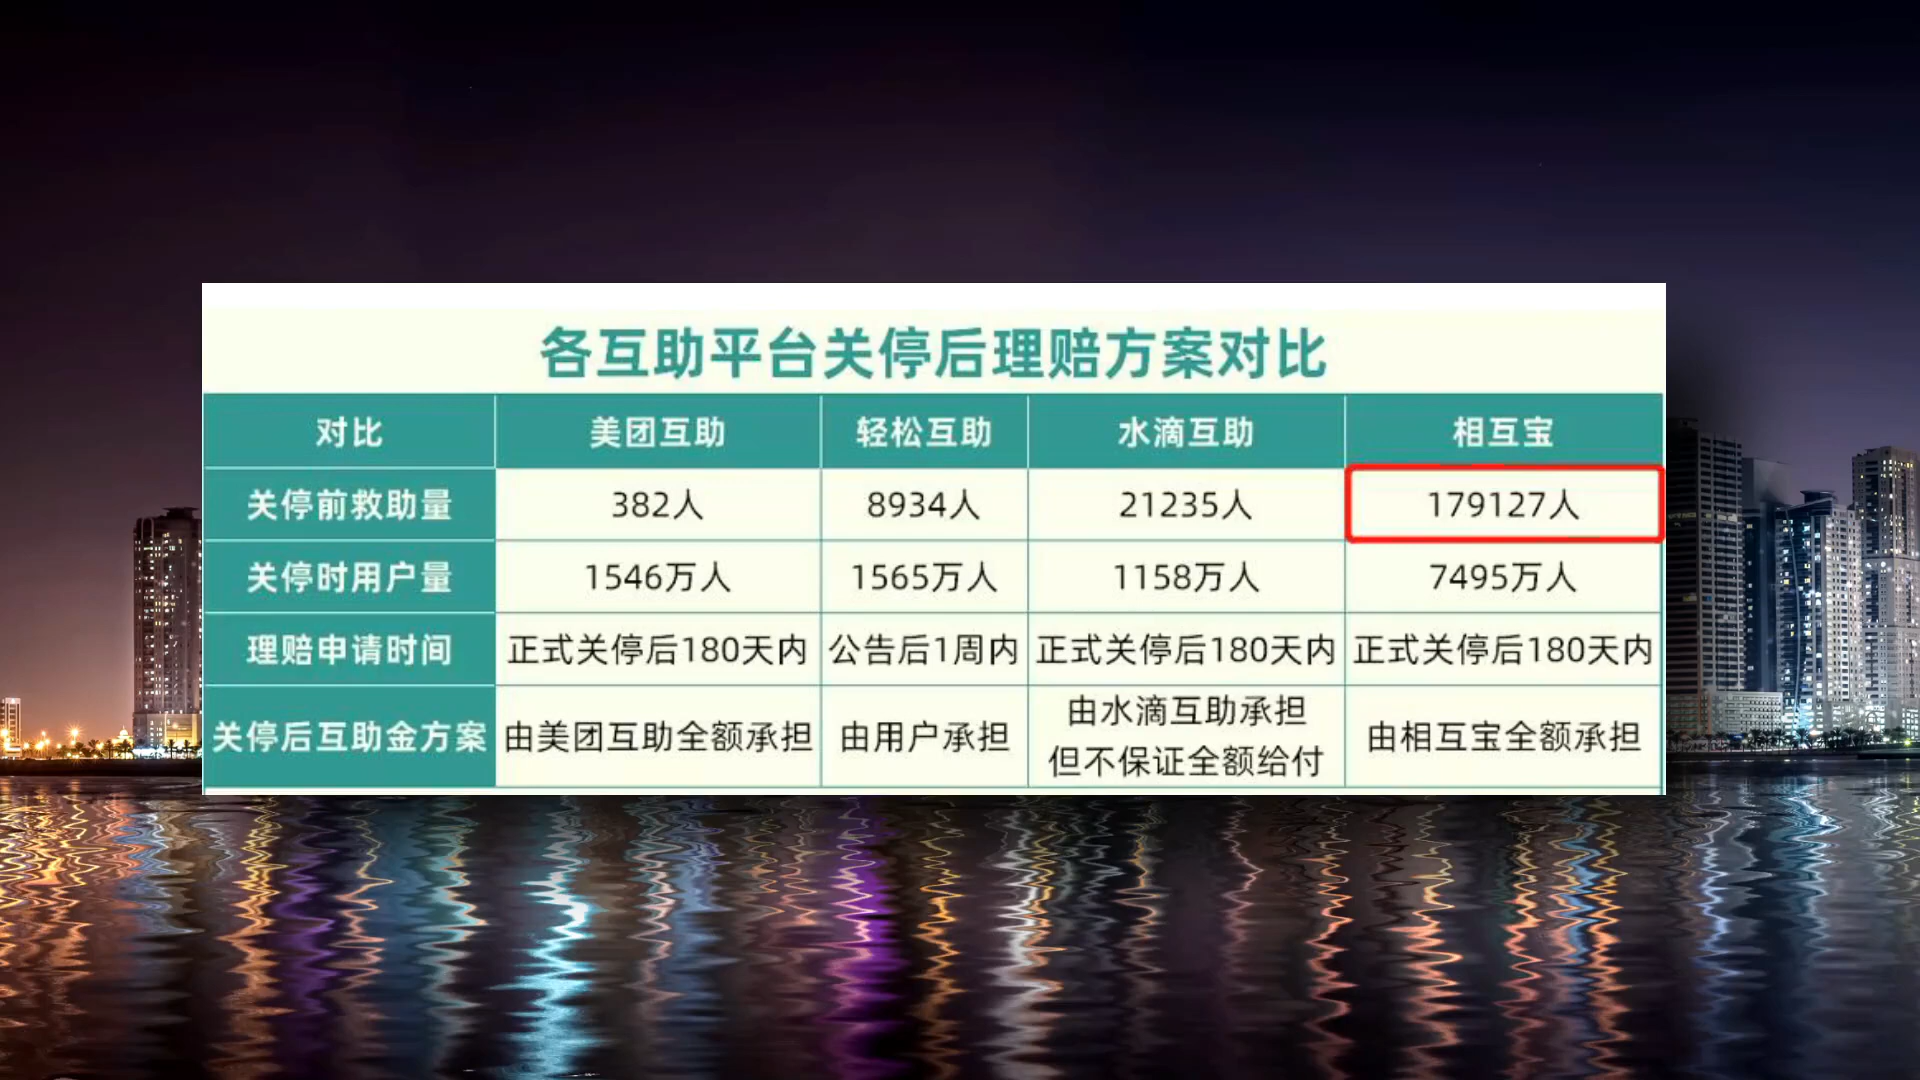 各互助平台关停后理赔方案对比
对比 美团互助 轻松互助 水滴互助 相互宝
关停前救助量 382人 8934人 21235人 179127人
关停时用户量 1546万人 1565万人 1158万人 7495万人
理赔申请时间 正式关停后180天内 公告后1周内 正式关停后180天内 正式关停后180天内
关停后互助金方案 由美团互助全额承担 由用户承担 由水滴互助承担 但不保证全额给付 由相互宝全额承担